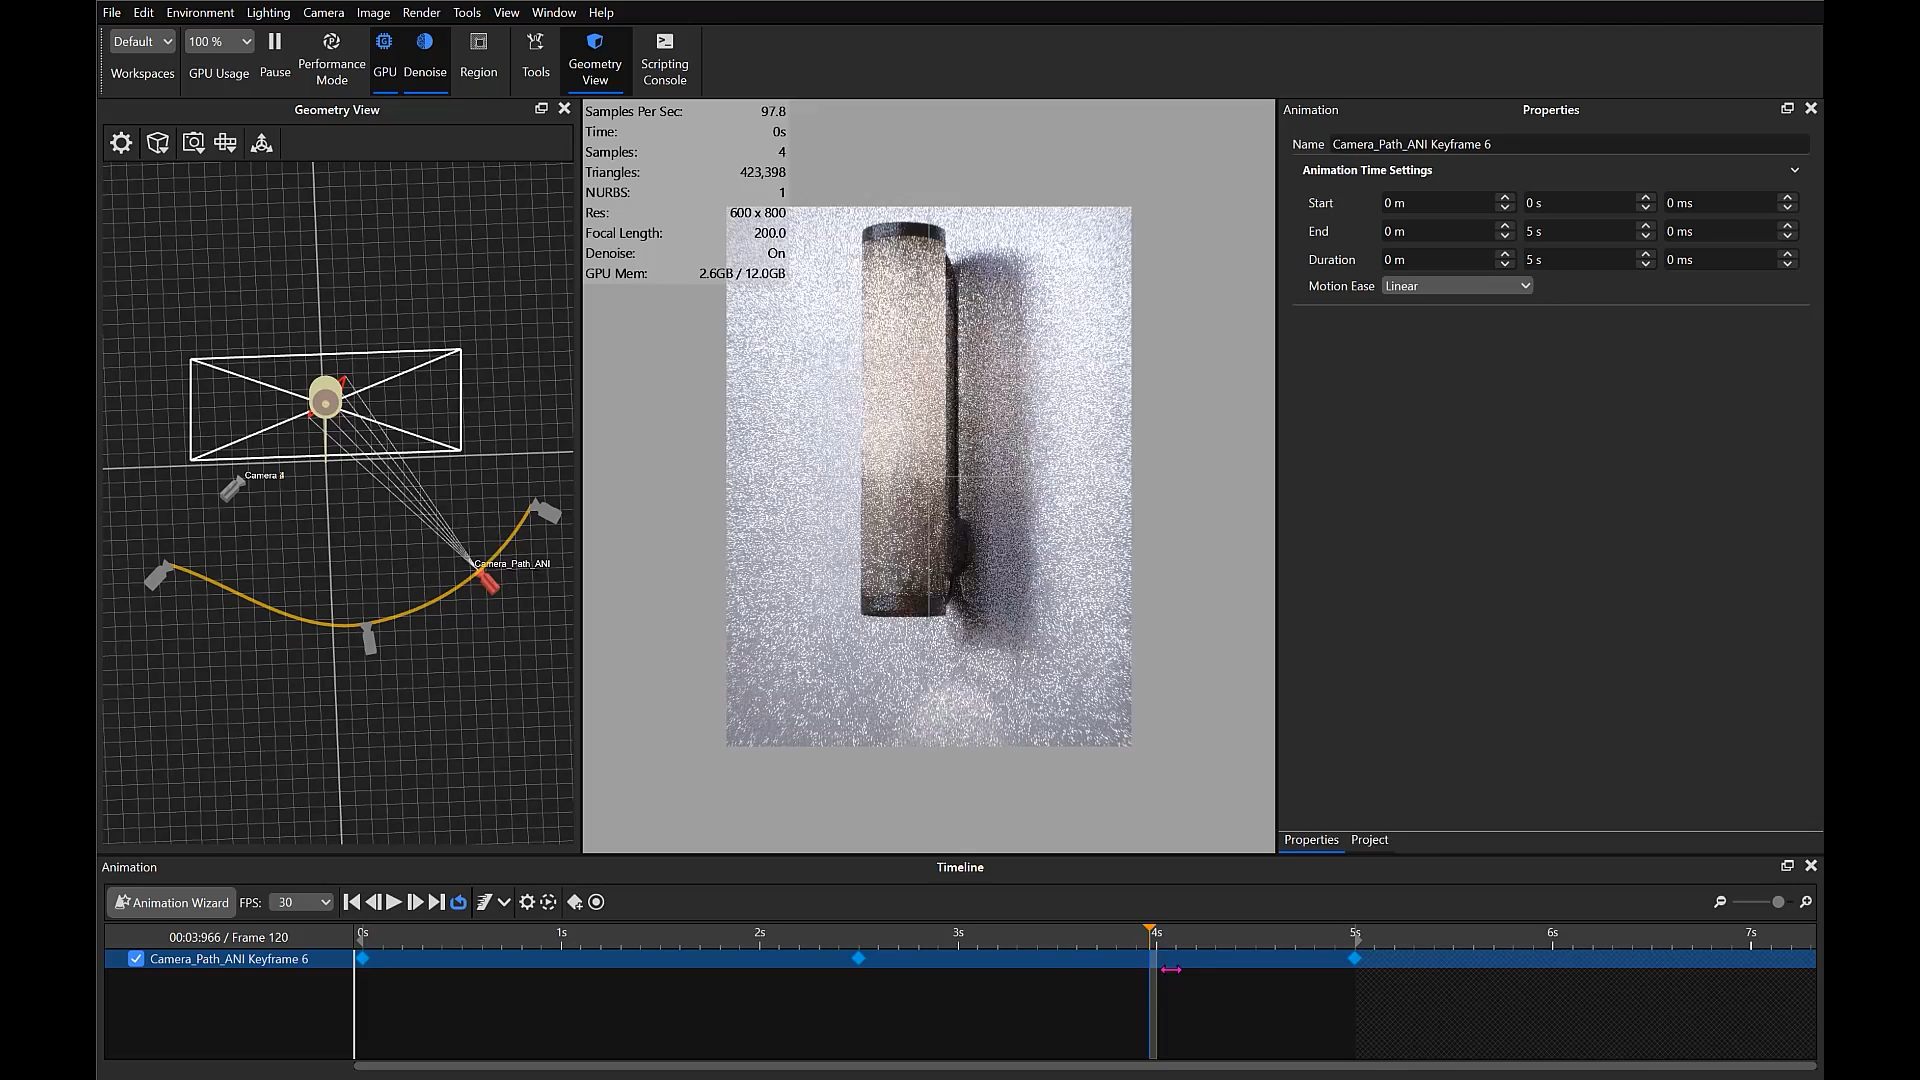 File Edit Environment Lighting Camera Image Render Tools View Window Help
Default 100 %
Workspaces GPU Usage Pause Performance Mode GPU Denoise Region Tools Geometry View Scripting Console
Geometry View
Samples Per Sec: 97.8
Time: 0s
Samples: 4
Triangles: 423,398
NURBS: 1
Res: 600 x 800
Focal Length: 200.0
Denoise: On
GPU Mem: 2.6GB / 12.0GB
Camera
Camera_Path_ANI
Animation Properties
Name Camera_Path_ANI Keyframe 6
Animation Time Settings
Start 0 m 0 s 0 ms
End 0 m 5 s 0 ms
Duration 0 m 5 s 0 ms
Motion Ease Linear
Properties Project
Animation Timeline
Animation Wizard FPS: 30
00:03:966 / Frame 120 0s 1s 2s 3s 4s 5s 6s 7s
Camera_Path_ANI Keyframe 6